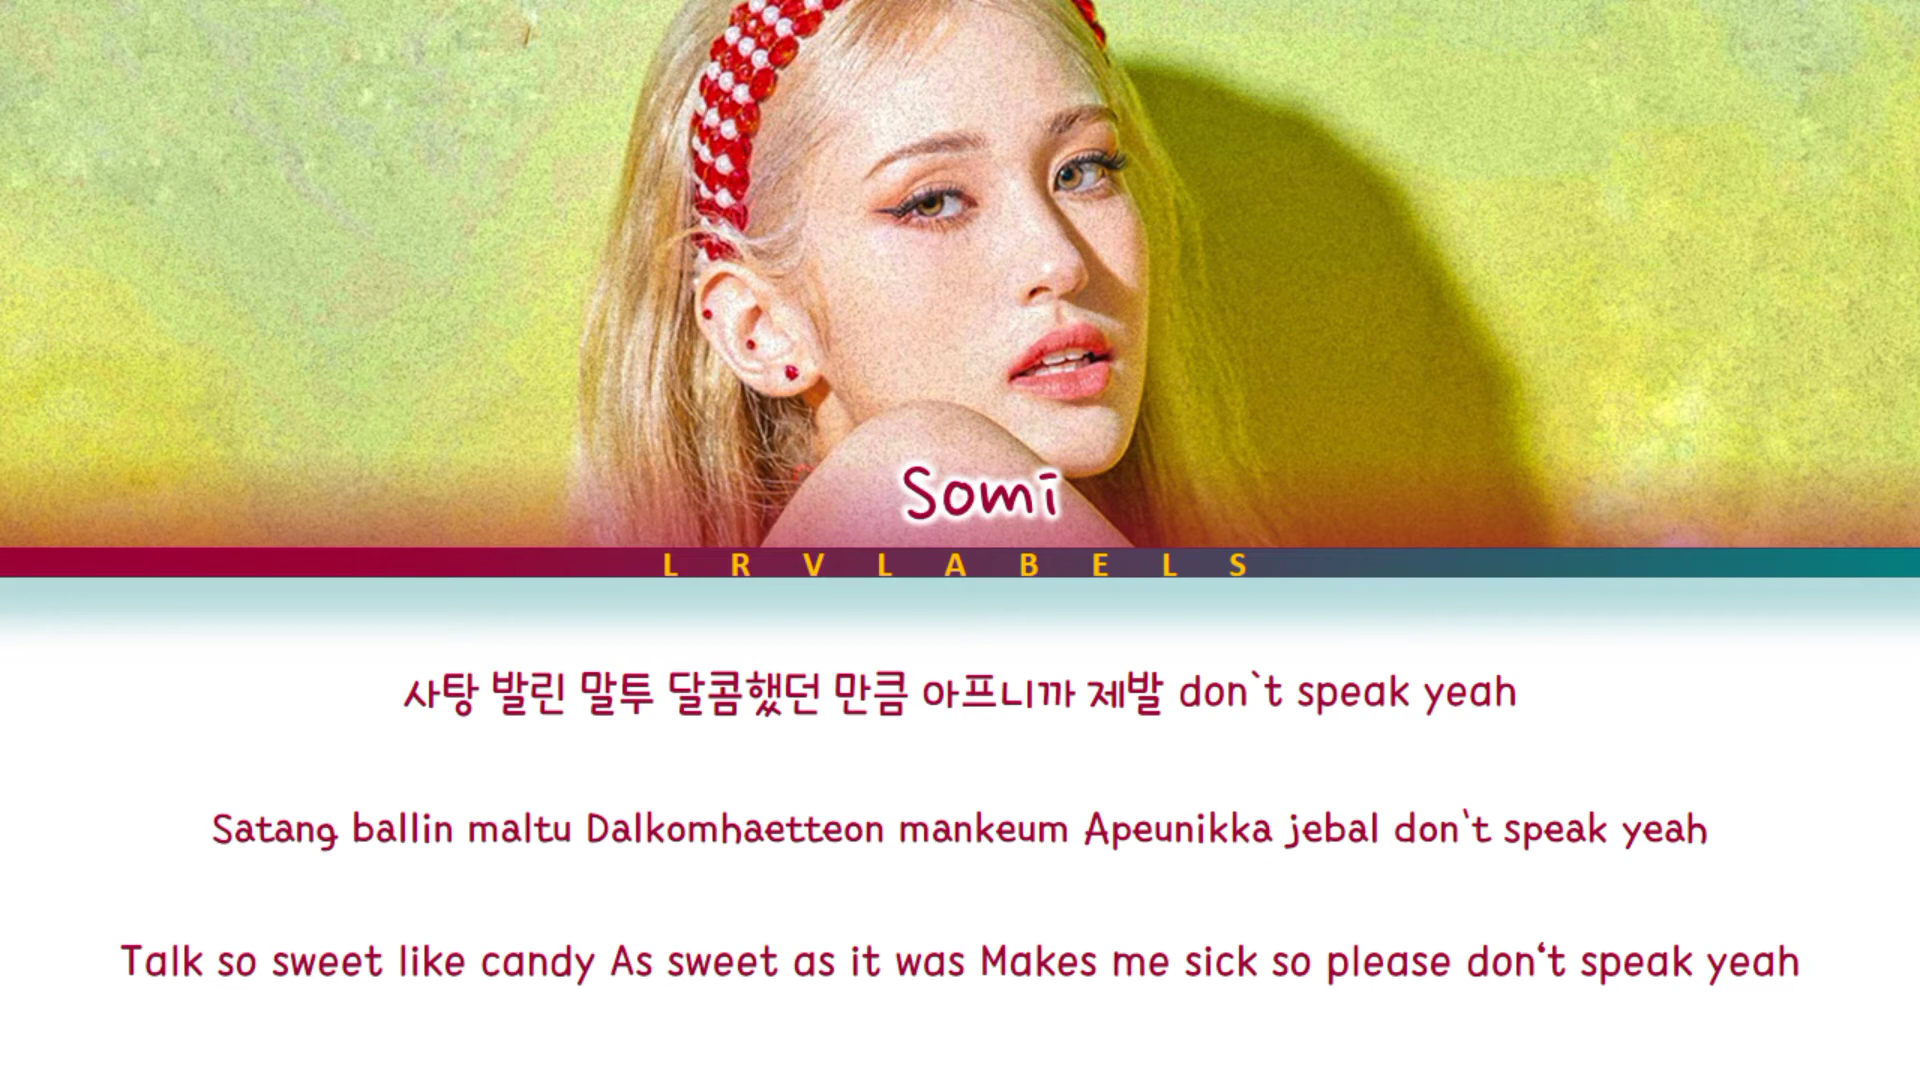 Somi
LRVLABELS
사탕 발린 말투 달콤했던 만큼 아프니까 제발 don`t speak yeah
Satang ballin maltu Dalkomhaetteon mankeum Apeunikka jebal don`t speak yeah
Talk so sweet like candy As sweet as it was Makes me sick so please don‘t speak yeah